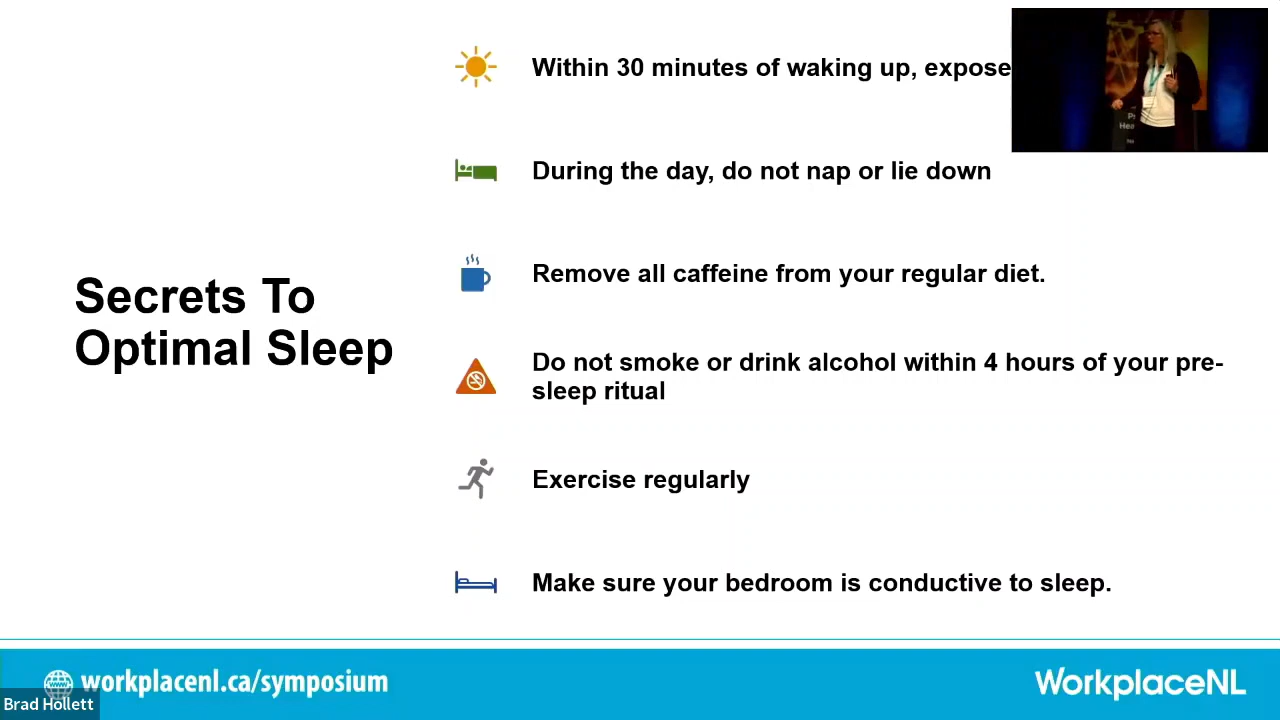 Within 30 minutes of waking up, expose
During the day, do not nap or lie down
Remove all caffeine from your regular diet.
Secrets To
Optimal Sleep
Do not smoke or drink alcohol within 4 hours of your pre-
sleep ritual
Exercise regularly
Make sure your bedroom is conductive to sleep.
workplacenl.ca/symposium
WorkplaceNL
Brad Hollett